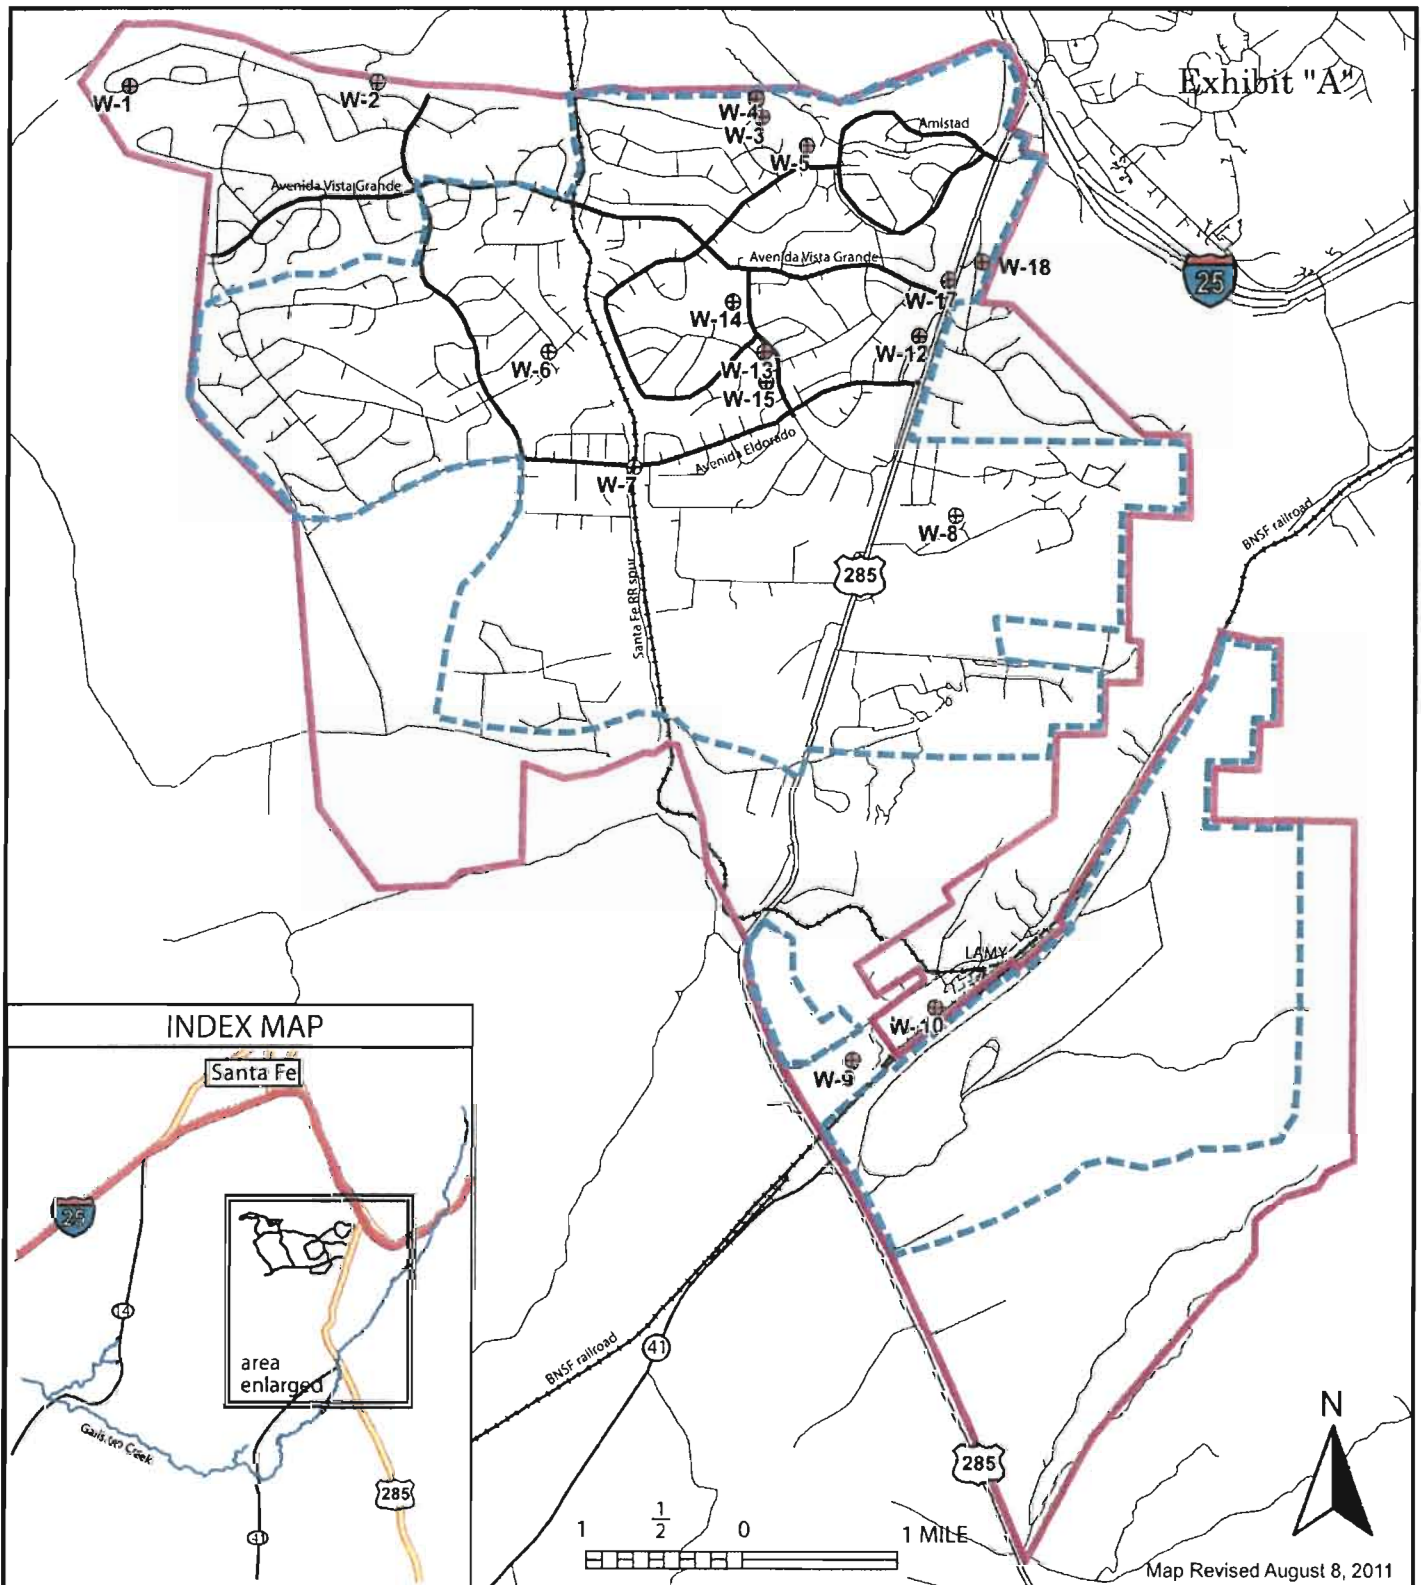 Exhibit "A"
W-1
W-2
W-4
W-3
Amistad
W-5
Avenida Vista Grande
Avenida Vista Grande
W-18
25
W-17
W-14
W-12
W-6
W-13
W-15
Avenida Eldorado
W-7
W-8
BNSF railroad
285
Santa Fe RR spur
LAMY
W-10
W-9
INDEX MAP
Santa Fe
25
14
area
enlarged
Creek
285
41
BNSF railroad
41
285
N
1
1/2
0
1 MILE
Map Revised August 8, 2011